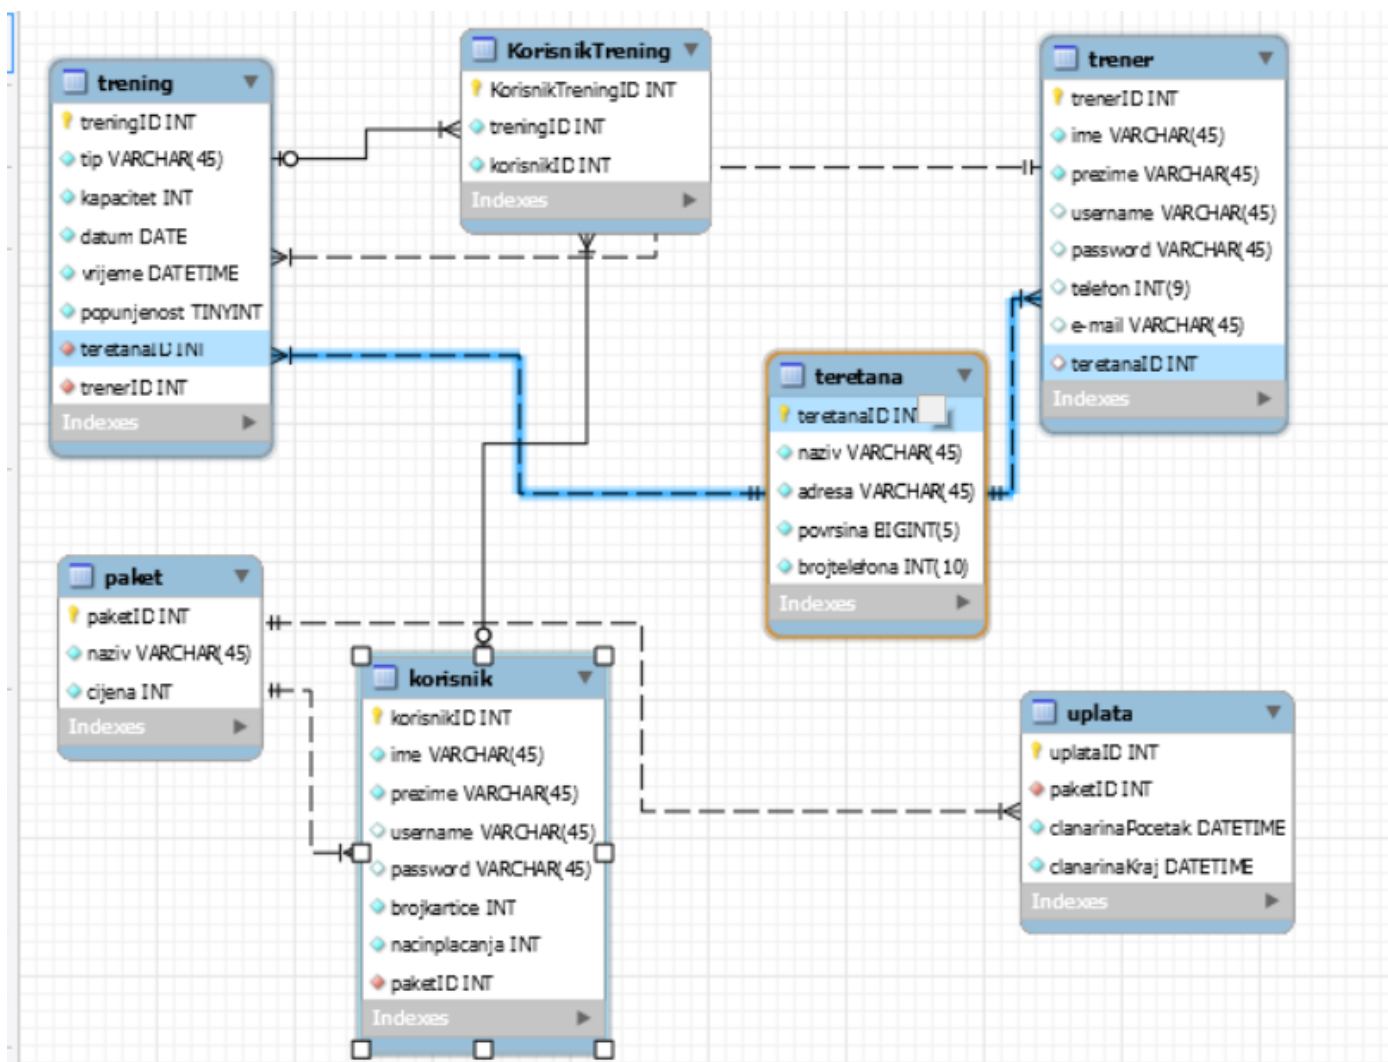 trening
treningID INT
tip VARCHAR(45)
kapacitet INT
datum DATE
vrijeme DATETIME
popunjenost TINYINT
teretanaID INT
trenerID INT
Indexes
KorisnikTrening
KorisnikTreningID INT
treningID INT
korisnikID INT
Indexes
trener
trenerID INT
ime VARCHAR(45)
prezime VARCHAR(45)
username VARCHAR(45)
password VARCHAR(45)
telefon INT(9)
e-mail VARCHAR(45)
teretanaID INT
Indexes
teretana
teretanaID IN
naziv VARCHAR(45)
adresa VARCHAR(45)
povrsina BIGINT(5)
brojtelefona INT(10)
Indexes
paket
paketID INT
naziv VARCHAR(45)
cijena INT
Indexes
korisnik
korisnikID INT
ime VARCHAR(45)
prezime VARCHAR(45)
username VARCHAR(45)
password VARCHAR(45)
brojkartice INT
nacinplacanja INT
paketID INT
Indexes
uplata
uplataID INT
paketID INT
clanarinaPocetak DATETIME
clanarinaKraj DATETIME
Indexes